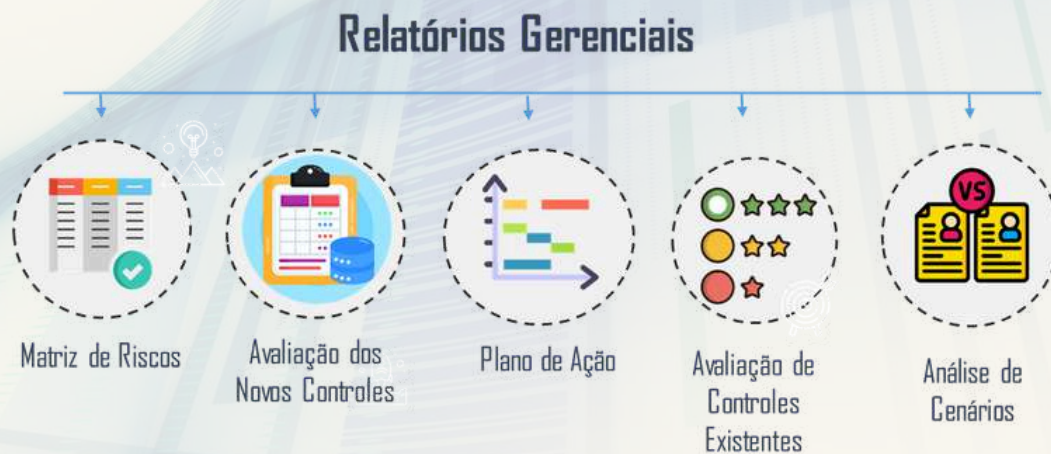 Relatórios Gerenciais
VS
Matriz de Riscos
Avaliação dos
Novos Controles
Plano de Ação
Avaliação de
Controles
Existentes
Análise de
Cenários